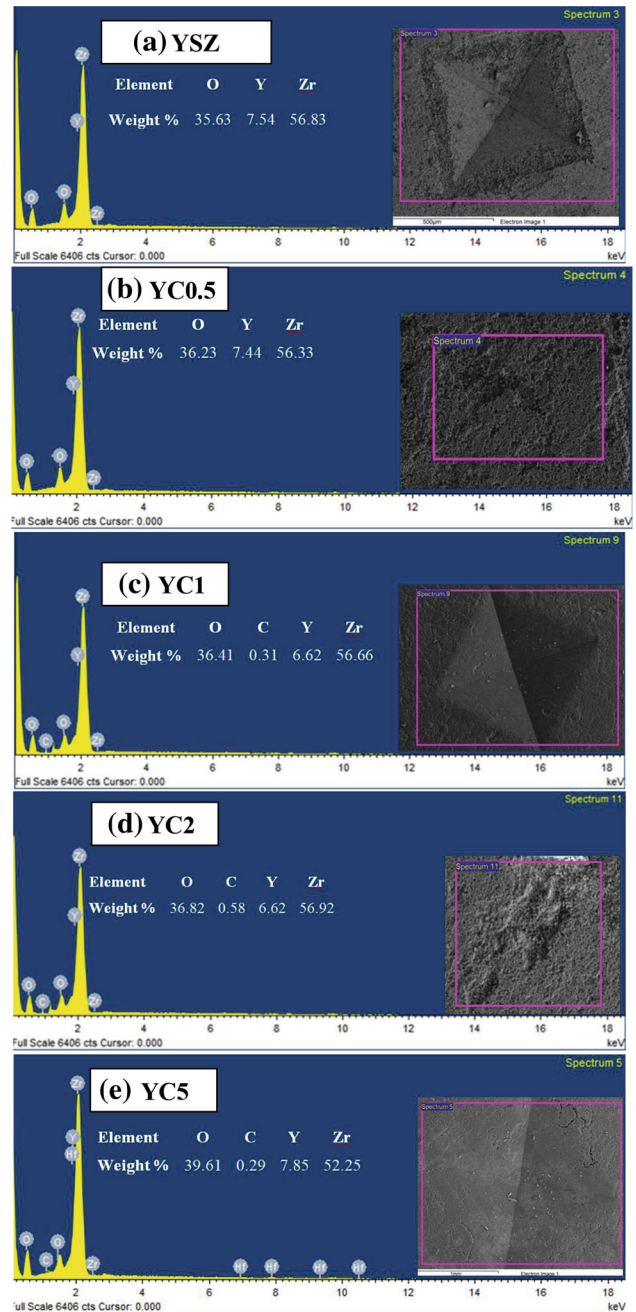 Spectrum 3
(a) YSZ
Element O Y Zr
Weight % 35.63 7.54 56.83
Spectrum 3
Zr
Y
O O Zr
500µm Electron Image 1
2 4 6 8 10 12 14 16 18
Full Scale 6406 cts Cursor: 0.000 keV
Spectrum 4
(b) YC0.5
Element O Y Zr
Weight % 36.23 7.44 56.33
Spectrum 4
Zr
Y
O O Zr
2 4 6 8 10 12 14 16 18
Full Scale 6406 cts Cursor: 0.000 keV
Spectrum 9
(c) YC1
Element O C Y Zr
Weight % 36.41 0.31 6.62 56.66
Spectrum 9
Zr
Y
O C O Zr
2 4 6 8 10 12 14 16 18
Full Scale 6406 cts Cursor: 0.000 keV
Spectrum 11
(d) YC2
Element O C Y Zr
Weight % 36.82 0.58 6.62 56.92
Spectrum 11
Zr
Y
O C O Zr
2 4 6 8 10 12 14 16 18
Full Scale 6406 cts Cursor: 0.000 keV
Spectrum 5
(e) YC5
Element O C Y Zr
Weight % 39.61 0.29 7.85 52.25
Spectrum 5
Zr
Y
Hf
O C O Zr Hf Hf Hf Hf
1mm Electron Image 1
2 4 6 8 10 12 14 16 18
Full Scale 6406 cts Cursor: 0.000 keV